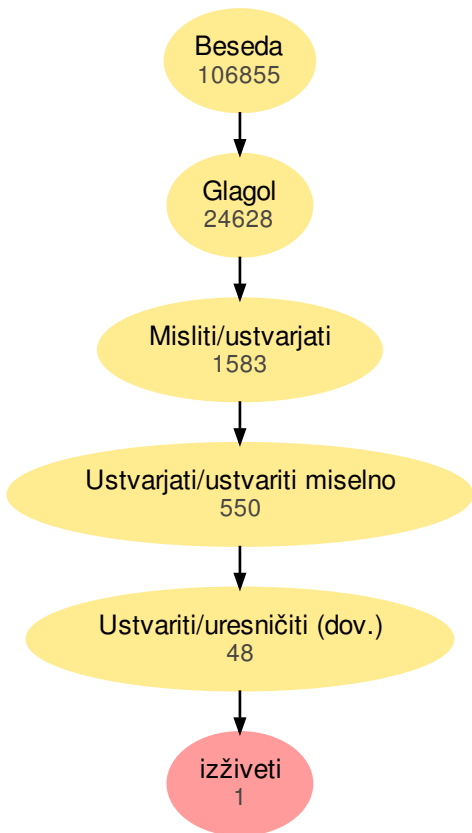 Beseda
106855
Glagol
24628
Misliti/ustvarjati
1583
Ustvarjati/ustvariti miselno
550
Ustvariti/uresničiti (dov.)
48
izživeti
1